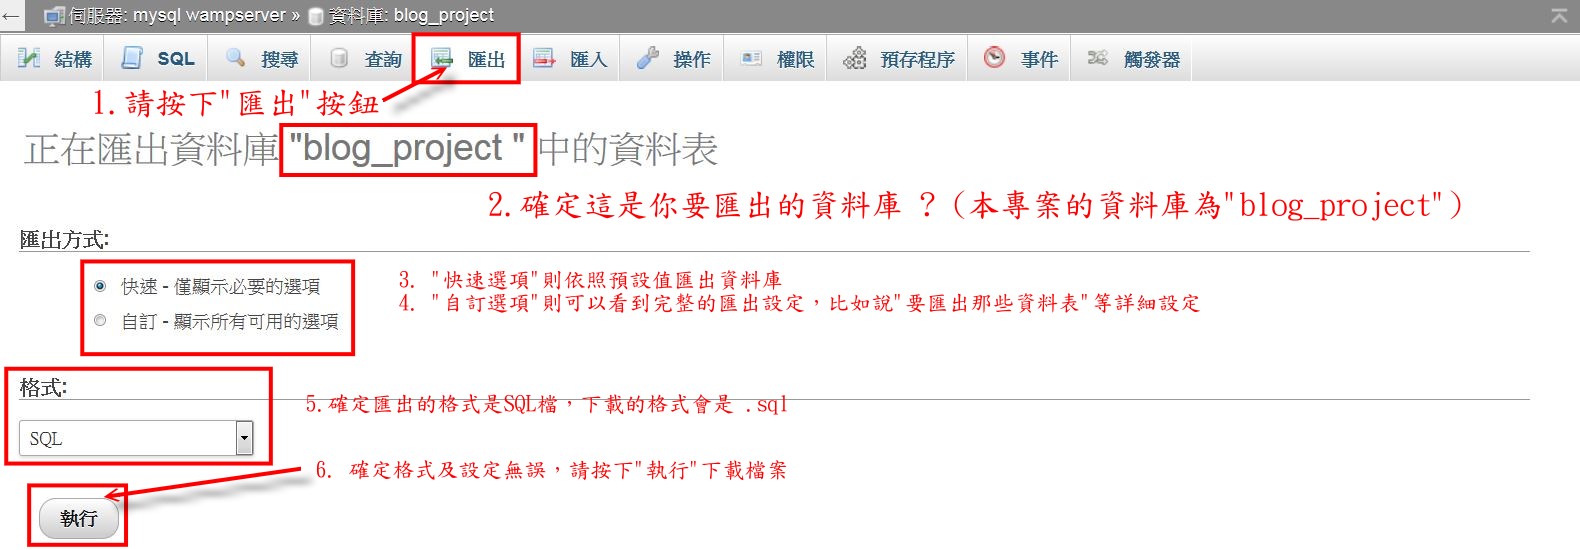 伺服器: mysql wampserver » 資料庫: blog_project
結構 SQL 搜尋 查詢 匯出 匯入 操作 權限 預存程序 事件 觸發器
1.請按下"匯出"按鈕
正在匯出資料庫 "blog_project " 中的資料表
2.確定這是你要匯出的資料庫 ? (本專案的資料庫為"blog_project")
匯出方式:
快速 - 僅顯示必要的選項
3. "快速選項"則依照預設值匯出資料庫
4. "自訂選項"則可以看到完整的匯出設定，比如說"要匯出那些資料表"等詳細設定
自訂 - 顯示所有可用的選項
格式:
5.確定匯出的格式是SQL檔，下載的格式會是 .sql
SQL
6. 確定格式及設定無誤，請按下"執行"下載檔案
執行